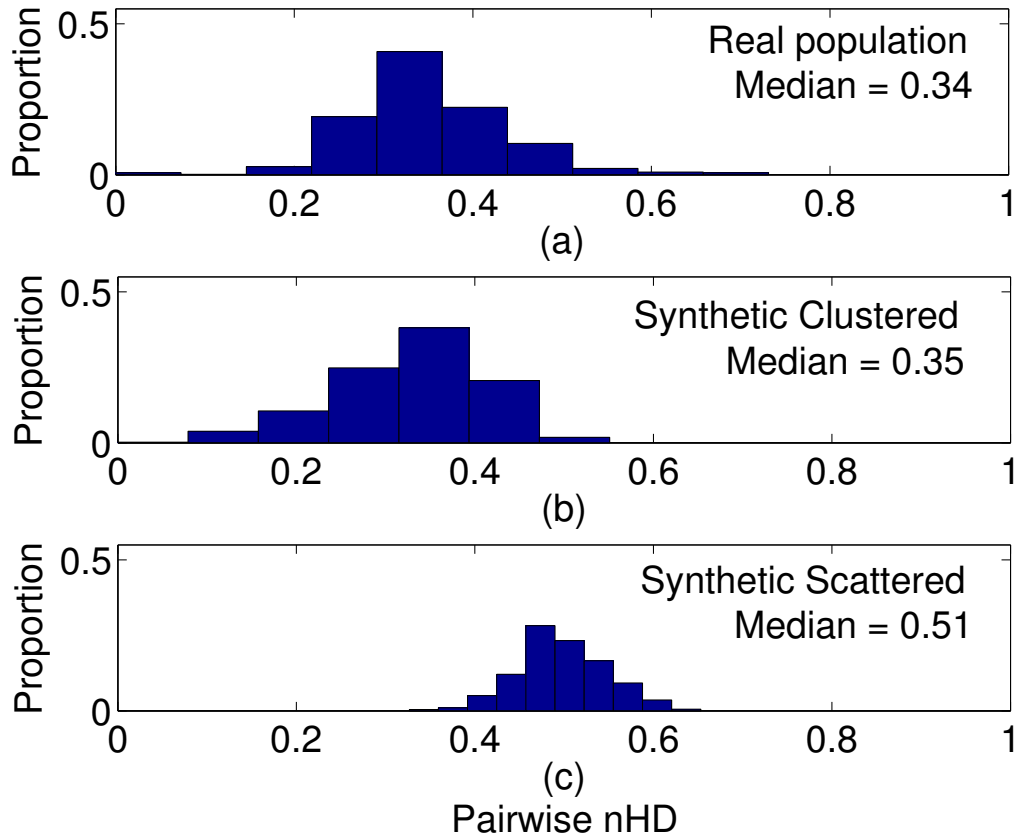 Proportion
0.5
0
Real population
Median = 0.34
0 0.2 0.4 0.6 0.8 1
(a)
Proportion
0.5
0
Synthetic Clustered
Median = 0.35
0 0.2 0.4 0.6 0.8 1
(b)
Proportion
0.5
0
Synthetic Scattered
Median = 0.51
0 0.2 0.4 0.6 0.8 1
(c)
Pairwise nHD